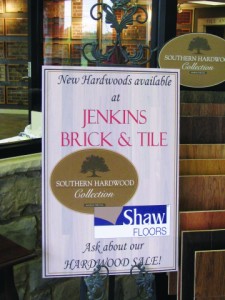 New Hardwoods available
at
JENKINS
BRICK & TILE
SOUTHERN HARDWOOD
Collection
Shaw
FLOORS
Ask about our
HARDWOOD SALE!
SOUTHERN HARDWOOD
Collection